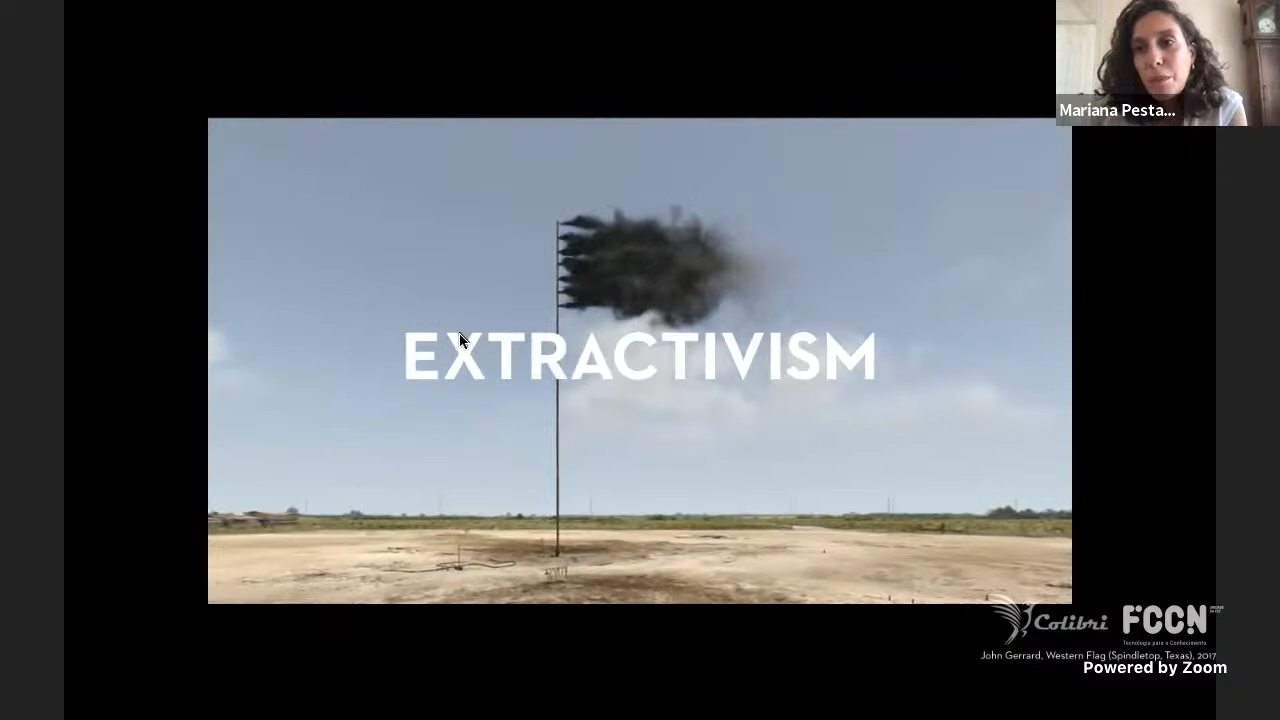 Mariana Pesta...
EXTRACTIVISM
Colibri
FCCN
Tecnologia para o Conhecimento
John Gerrard, Western Flag (Spindletop, Texas), 2017
Powered by Zoom